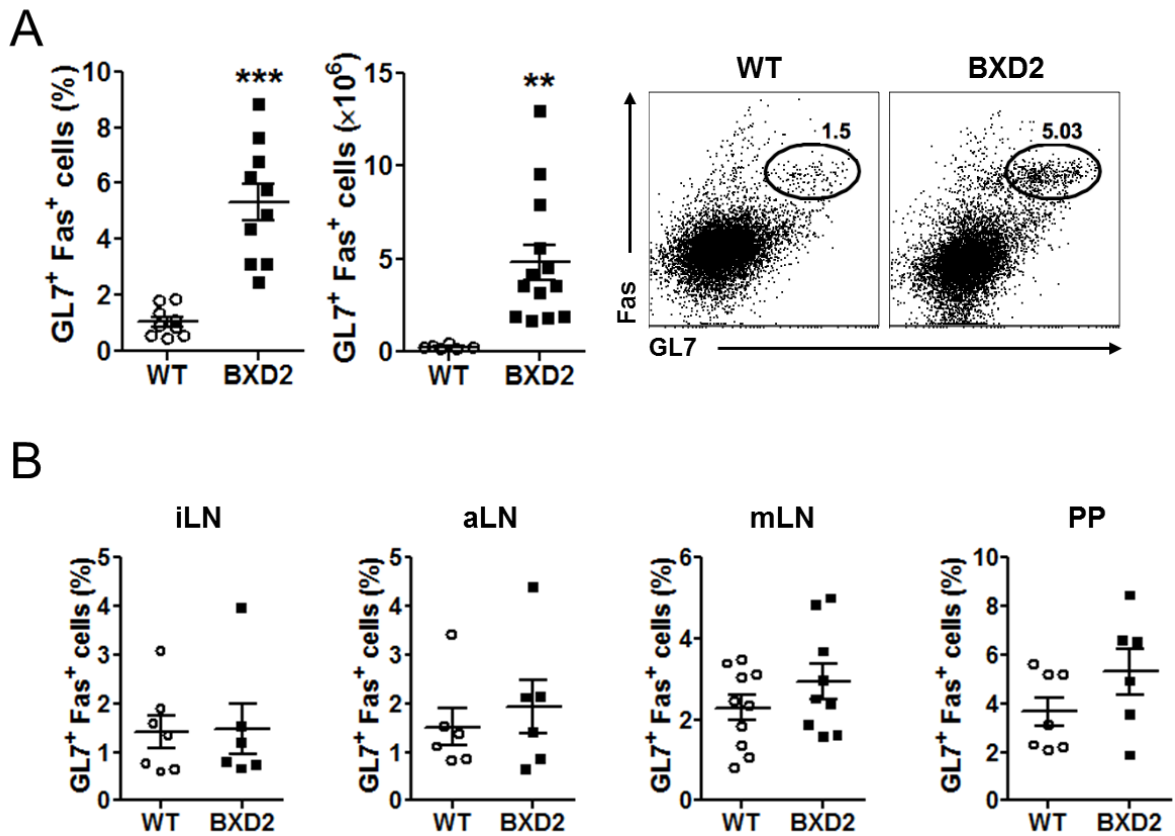 A
GL7⁺ Fas⁺ cells (%)
10
8
6
4
2
0
***
WT BXD2
GL7⁺ Fas⁺ cells (×10⁶)
15
10
5
0
**
WT BXD2
WT BXD2
1.5 5.03
Fas
GL7
B
iLN
GL7⁺ Fas⁺ cells (%)
5
4
3
2
1
0
WT BXD2
aLN
GL7⁺ Fas⁺ cells (%)
5
4
3
2
1
0
WT BXD2
mLN
GL7⁺ Fas⁺ cells (%)
6
4
2
0
WT BXD2
PP
GL7⁺ Fas⁺ cells (%)
10
8
6
4
2
0
WT BXD2